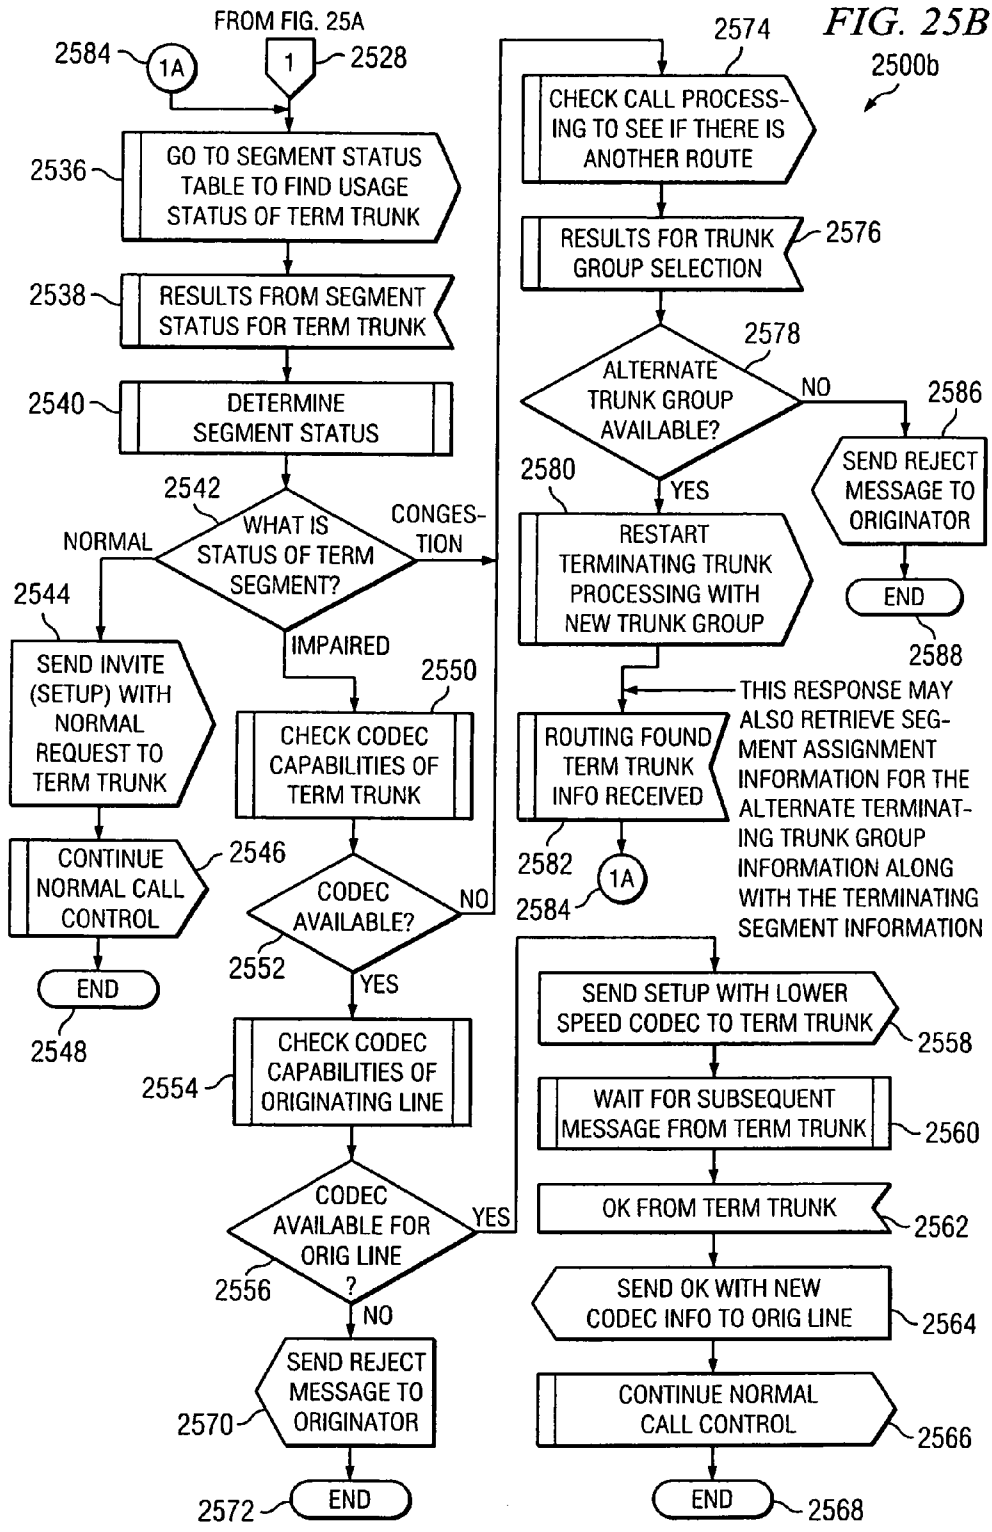 FROM FIG. 25A
FIG. 25B
2500b
2584
1A
1
2528
2536
GO TO SEGMENT STATUS
TABLE TO FIND USAGE
STATUS OF TERM TRUNK
2538
RESULTS FROM SEGMENT
STATUS FOR TERM TRUNK
2540
DETERMINE
SEGMENT STATUS
2542
WHAT IS
STATUS OF TERM
SEGMENT?
NORMAL
CONGES-
TION
IMPAIRED
2544
SEND INVITE
(SETUP) WITH
NORMAL
REQUEST TO
TERM TRUNK
2546
CONTINUE
NORMAL CALL
CONTROL
END
2548
2550
CHECK CODEC
CAPABILITIES OF
TERM TRUNK
CODEC
AVAILABLE?
NO
2552
YES
2554
CHECK CODEC
CAPABILITIES OF
ORIGINATING LINE
CODEC
AVAILABLE FOR
ORIG LINE
?
YES
2556
NO
SEND REJECT
MESSAGE TO
ORIGINATOR
2570
END
2572
2574
CHECK CALL PROCESS-
ING TO SEE IF THERE IS
ANOTHER ROUTE
2576
RESULTS FOR TRUNK
GROUP SELECTION
2578
ALTERNATE
TRUNK GROUP
AVAILABLE?
NO
2586
SEND REJECT
MESSAGE TO
ORIGINATOR
END
2588
YES
2580
RESTART
TERMINATING TRUNK
PROCESSING WITH
NEW TRUNK GROUP
ROUTING FOUND
TERM TRUNK
INFO RECEIVED
2582
1A
2584
THIS RESPONSE MAY
ALSO RETRIEVE SEG-
MENT ASSIGNMENT
INFORMATION FOR THE
ALTERNATE TERMINAT-
ING TRUNK GROUP
INFORMATION ALONG
WITH THE TERMINATING
SEGMENT INFORMATION
SEND SETUP WITH LOWER
SPEED CODEC TO TERM TRUNK
2558
WAIT FOR SUBSEQUENT
MESSAGE FROM TERM TRUNK
2560
OK FROM TERM TRUNK
2562
SEND OK WITH NEW
CODEC INFO TO ORIG LINE
2564
CONTINUE NORMAL
CALL CONTROL
2566
END
2568